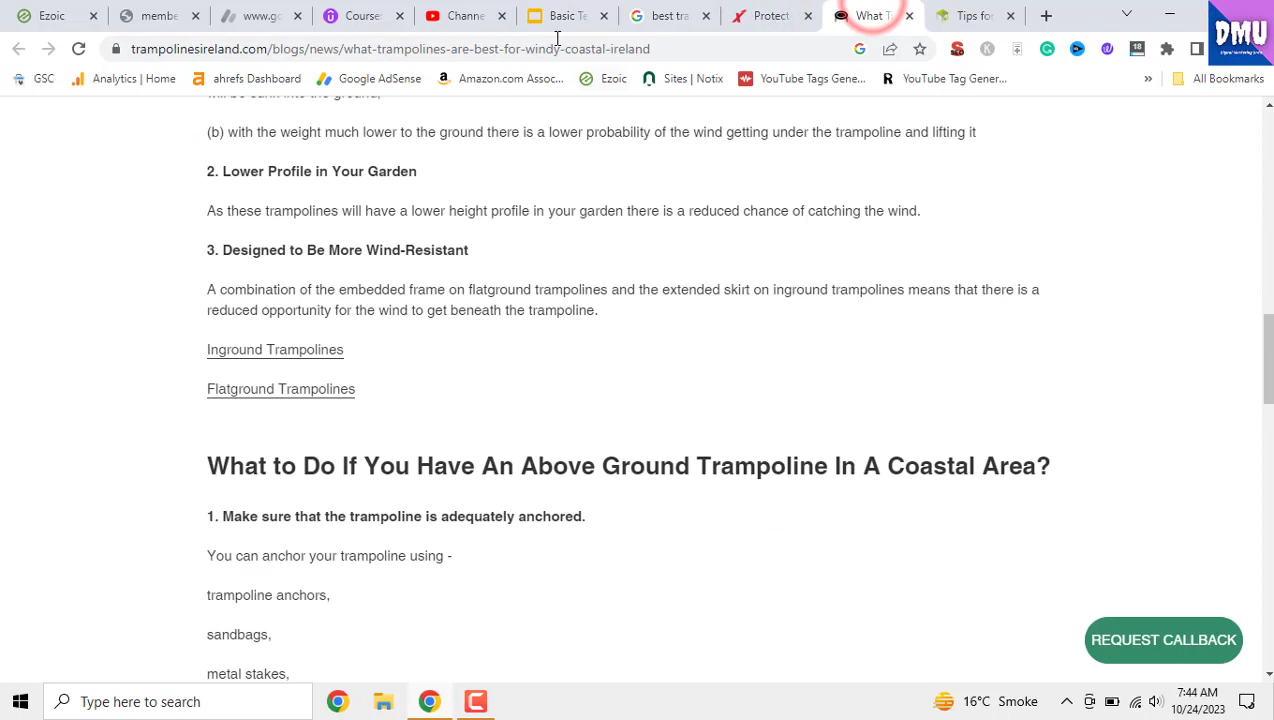 Ezoic
membe
www.gc
Course
Channe
Basic Te
best tra
Protect
What T
Tips for
trampolinesireland.com/blogs/news/what-trampolines-are-best-for-windy-coastal-ireland
DMU
GSC
Analytics | Home
ahrefs Dashboard
Google AdSense
Amazon.com Assoc...
Ezoic
Sites | Notix
YouTube Tags Gene...
YouTube Tag Gener...
»
All Bookmarks
(b) with the weight much lower to the ground there is a lower probability of the wind getting under the trampoline and lifting it
2. Lower Profile in Your Garden
As these trampolines will have a lower height profile in your garden there is a reduced chance of catching the wind.
3. Designed to Be More Wind-Resistant
A combination of the embedded frame on flatground trampolines and the extended skirt on inground trampolines means that there is a
reduced opportunity for the wind to get beneath the trampoline.
Inground Trampolines
Flatground Trampolines
What to Do If You Have An Above Ground Trampoline In A Coastal Area?
1. Make sure that the trampoline is adequately anchored.
You can anchor your trampoline using -
trampoline anchors,
sandbags,
metal stakes,
REQUEST CALLBACK
Type here to search
16°C Smoke
7:44 AM
10/24/2023